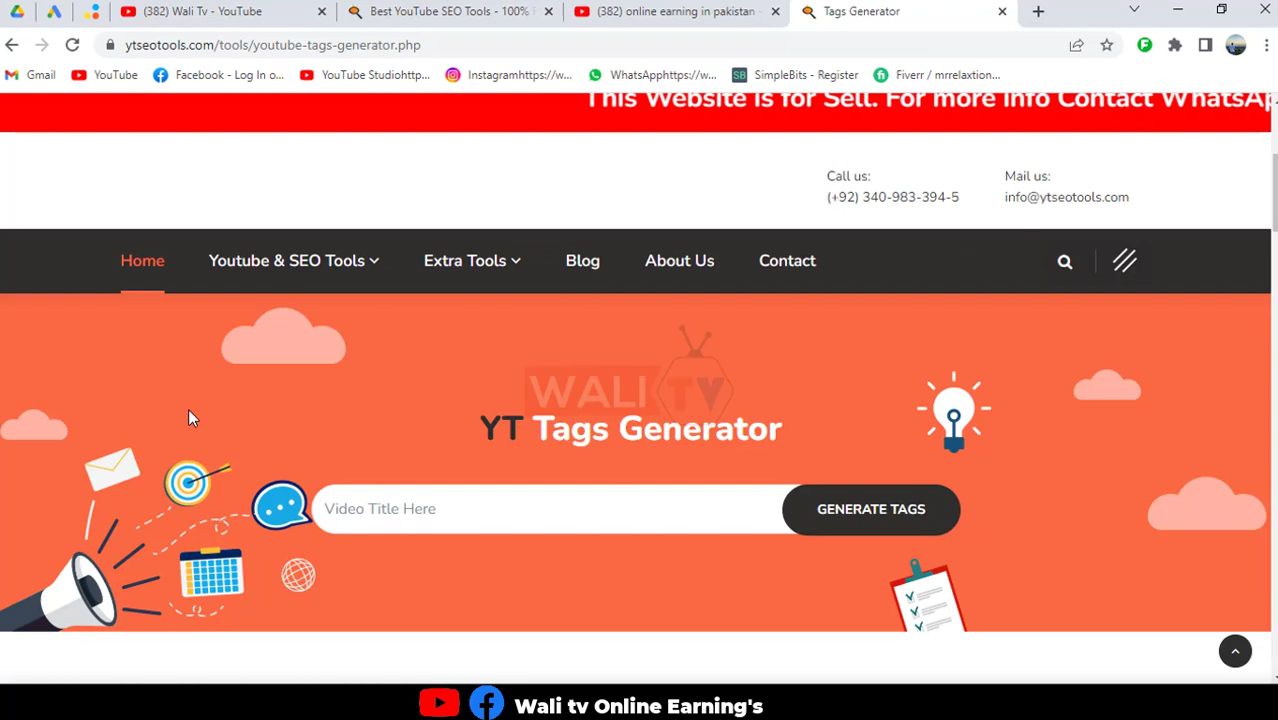 (382) Wali Tv - YouTube
Best YouTube SEO Tools - 100%
(382) online earning in pakistan -
Tags Generator
ytseotools.com/tools/youtube-tags-generator.php
Gmail
YouTube
Facebook - Log In o...
YouTube Studiohttp...
Instagramhttps://w...
WhatsApphttps://w...
SB
SimpleBits - Register
fi
Fiverr / mrrelaxtion...
This Website is for Sell. For more info Contact WhatsAp
Call us:
(+92) 340-983-394-5
Mail us:
info@ytseotools.com
Home
Youtube & SEO Tools
Extra Tools
Blog
About Us
Contact
WALI TV
YT Tags Generator
Video Title Here
GENERATE TAGS
Wali tv Online Earning's